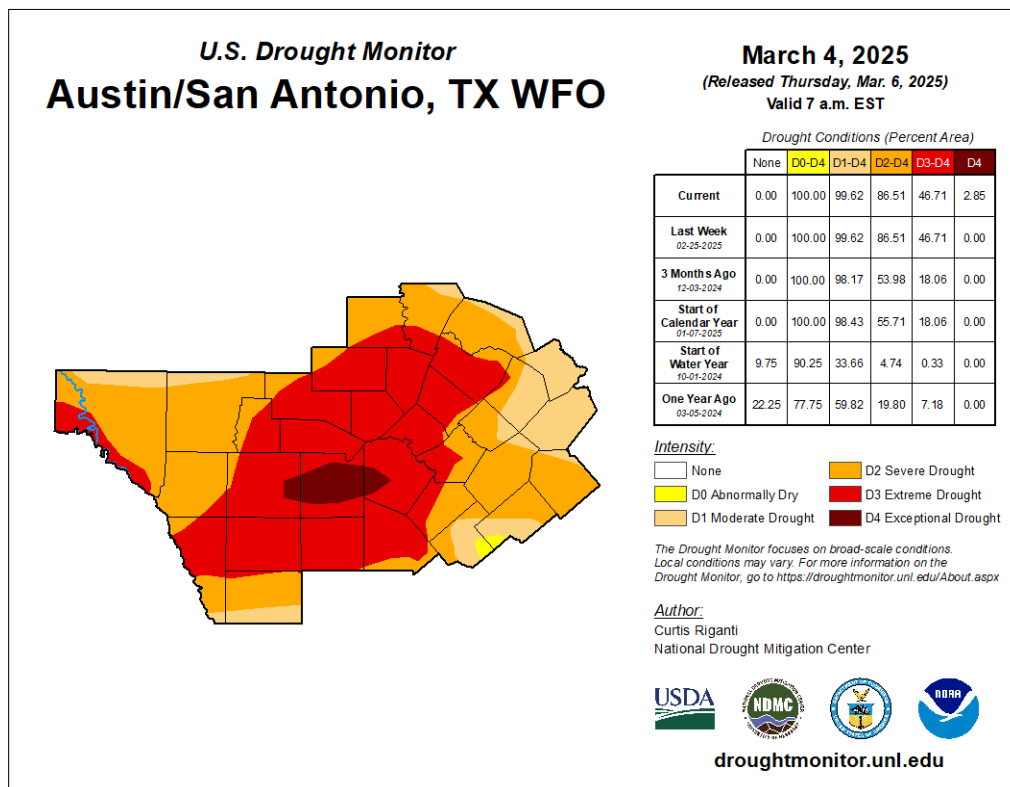 U.S. Drought Monitor
Austin/San Antonio, TX WFO
March 4, 2025
(Released Thursday, Mar. 6, 2025)
Valid 7 a.m. EST
Drought Conditions (Percent Area)
None D0-D4 D1-D4 D2-D4 D3-D4 D4
Current 0.00 100.00 99.62 86.51 46.71 2.85
Last Week
02-25-2025 0.00 100.00 99.62 86.51 46.71 0.00
3 Months Ago
12-03-2024 0.00 100.00 98.17 53.98 18.06 0.00
Start of
Calendar Year
01-07-2025 0.00 100.00 98.43 55.71 18.06 0.00
Start of
Water Year
10-01-2024 9.75 90.25 33.66 4.74 0.33 0.00
One Year Ago
03-05-2024 22.25 77.75 59.82 19.80 7.18 0.00
Intensity:
None
D0 Abnormally Dry
D1 Moderate Drought
D2 Severe Drought
D3 Extreme Drought
D4 Exceptional Drought
The Drought Monitor focuses on broad-scale conditions.
Local conditions may vary. For more information on the
Drought Monitor, go to https://droughtmonitor.unl.edu/About.aspx
Author:
Curtis Riganti
National Drought Mitigation Center
USDA
NDMC
NOAA
droughtmonitor.unl.edu